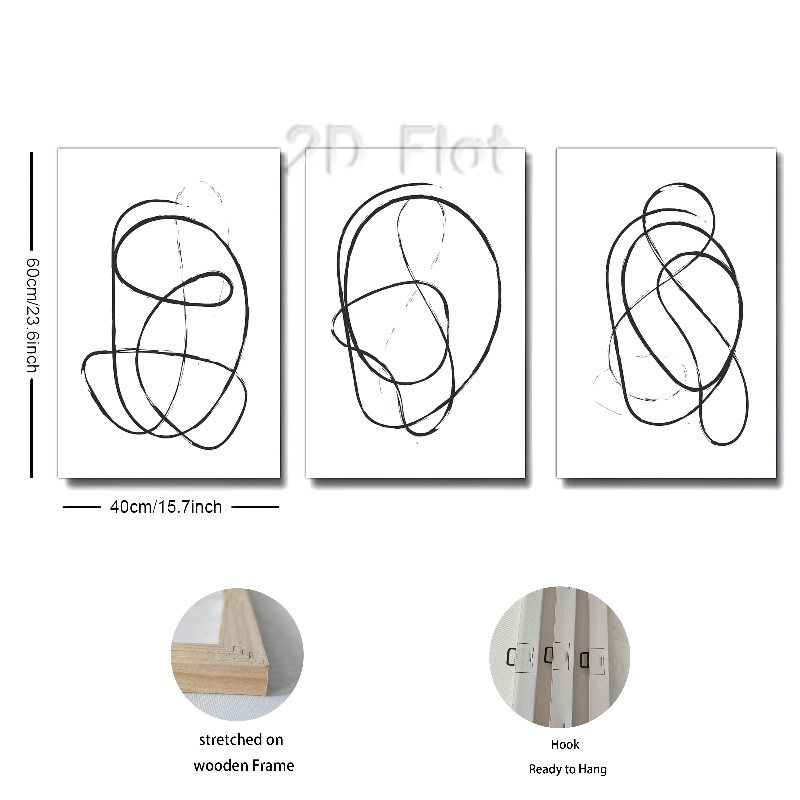 2D Flat
60cm/23.6inch
40cm/15.7inch
stretched on
wooden Frame
Hook
Ready to Hang